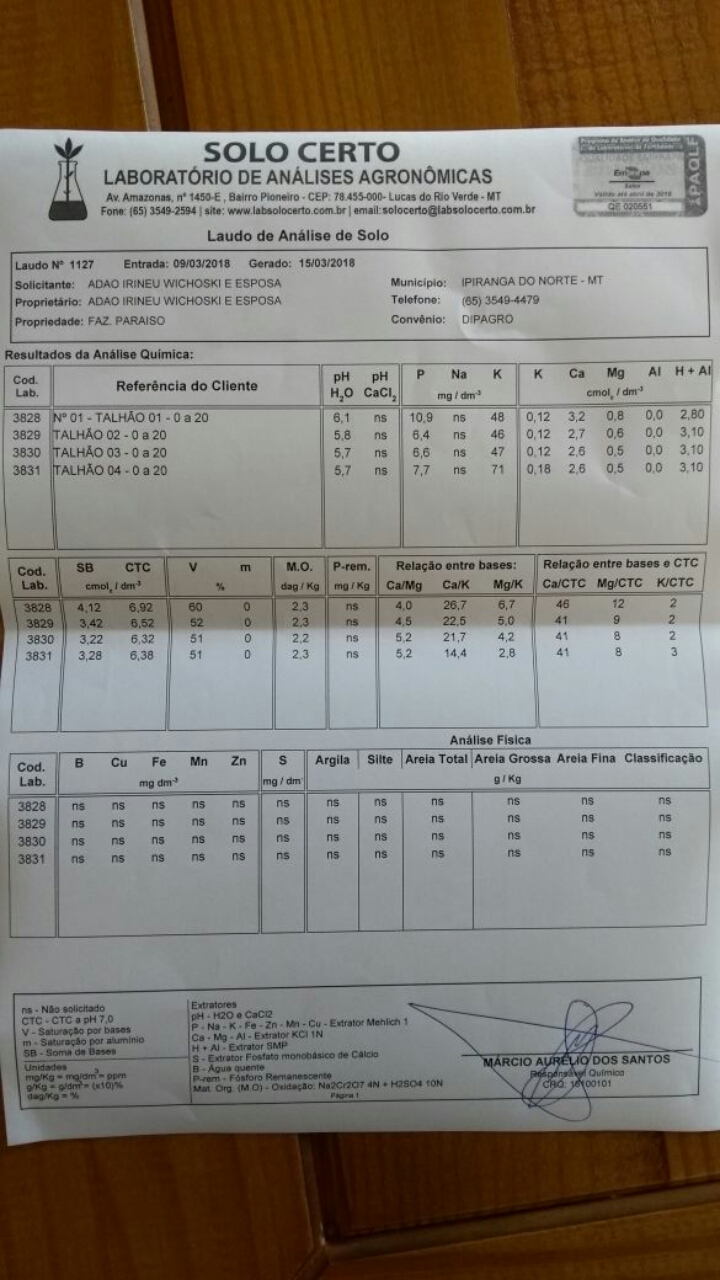 SOLO CERTO
LABORATÓRIO DE ANÁLISES AGRONÔMICAS
Av. Amazonas, nº 1450-E , Bairro Pioneiro - CEP: 78.455-000- Lucas do Rio Verde - MT
Fone: (65) 3549-2594 | site: www.labsolocerto.com.br | email:solocerto@labsolocerto.com.br
Programa de Análise de Qualidade
de Laboratórios de Fertilidade
Embrapa
Solos
Válido até abril de 2018
QE 020551
PAQLF
Laudo de Análise de Solo
Laudo Nº 1127 Entrada: 09/03/2018 Gerado: 15/03/2018
Solicitante: ADAO IRINEU WICHOSKI E ESPOSA Município: IPIRANGA DO NORTE - MT
Proprietário: ADAO IRINEU WICHOSKI E ESPOSA Telefone: (65) 3549-4479
Propriedade: FAZ. PARAISO Convênio: DIPAGRO
Resultados da Análise Química:
Cod. Lab. Referência do Cliente pH H2O pH CaCl2 P Na K mg / dm-3 K Ca Mg Al H + Al cmolc / dm-3
3828 Nº 01 - TALHÃO 01 - 0 a 20 6,1 ns 10,9 ns 48 0,12 3,2 0,8 0,0 2,80
3829 TALHÃO 02 - 0 a 20 5,8 ns 6,4 ns 46 0,12 2,7 0,6 0,0 3,10
3830 TALHÃO 03 - 0 a 20 5,7 ns 6,6 ns 47 0,12 2,6 0,5 0,0 3,10
3831 TALHÃO 04 - 0 a 20 5,7 ns 7,7 ns 71 0,18 2,6 0,5 0,0 3,10
Cod. Lab. SB CTC cmolc / dm-3 V m % M.O. dag / Kg P-rem. mg / Kg Relação entre bases: Ca/Mg Ca/K Mg/K Relação entre bases e CTC Ca/CTC Mg/CTC K/CTC
3828 4,12 6,92 60 0 2,3 ns 4,0 26,7 6,7 46 12 2
3829 3,42 6,52 52 0 2,3 ns 4,5 22,5 5,0 41 9 2
3830 3,22 6,32 51 0 2,2 ns 5,2 21,7 4,2 41 8 2
3831 3,28 6,38 51 0 2,3 ns 5,2 14,4 2,8 41 8 3
Análise Física
Cod. Lab. B Cu Fe Mn Zn mg dm-3 S mg / dm- Argila Silte Areia Total Areia Grossa Areia Fina Classificação g / Kg
3828 ns ns ns ns ns ns ns ns ns ns ns ns
3829 ns ns ns ns ns ns ns ns ns ns ns ns
3830 ns ns ns ns ns ns ns ns ns ns ns ns
3831 ns ns ns ns ns ns ns ns ns ns ns ns
ns - Não solicitado
CTC - CTC a pH 7,0
V - Saturação por bases
m - Saturação por alumínio
SB - Soma de Bases
Unidades
mg/Kg = mg/dm3 = ppm
g/Kg = g/dm3 = (x10)%
dag/Kg = %
Extratores
pH - H2O e CaCl2
P - Na - K - Fe - Zn - Mn - Cu - Extrator Mehlich 1
Ca - Mg - Al - Extrator KCl 1N
H + Al - Extrator SMP
S - Extrator Fosfato monobásico de Cálcio
B - Água quente
P-rem - Fósforo Remanescente
Mat. Org. (M.O) - Oxidação: Na2Cr2O7 4N + H2SO4 10N
Página 1
MÁRCIO AURÉLIO DOS SANTOS
Responsável Químico
CRQ: 16100101